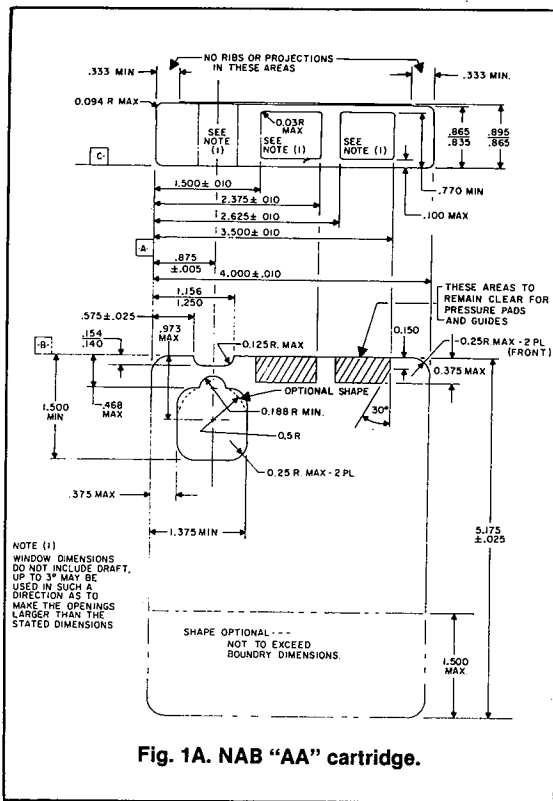 NO RIBS OR PROJECTIONS
IN THESE AREAS
.333 MIN
.333 MIN.
0.094 R MAX
0.03R
MAX
SEE
NOTE
(1)
SEE
NOTE (1)
.865
.835
.895
.865
-C-
1.500 ± .010
.770 MIN
2.375 ± .010
.100 MAX
2.625 ± .010
-A-
3.500 ± .010
.875
±.005
4.000 ± .010
1.156
1.250
THESE AREAS TO
REMAIN CLEAR FOR
PRESSURE PADS
AND GUIDES
.575 ± .025
.973
MAX
-B-
.154
.140
0.125R. MAX
0.150
-0.25R. MAX - 2 PL
(FRONT)
0.375 MAX
OPTIONAL SHAPE
1.500
MIN
.468
MAX
0.188 R MIN.
30°
0.5R
0.25 R. MAX - 2 PL
.375 MAX
1.375 MIN
5.175
±.025
NOTE (1)
WINDOW DIMENSIONS
DO NOT INCLUDE DRAFT,
UP TO 3° MAY BE
USED IN SUCH A
DIRECTION AS TO
MAKE THE OPENINGS
LARGER THAN THE
STATED DIMENSIONS
SHAPE OPTIONAL ---
NOT TO EXCEED
BOUNDRY DIMENSIONS.
1.500
MAX.
Fig. 1A. NAB “AA” cartridge.